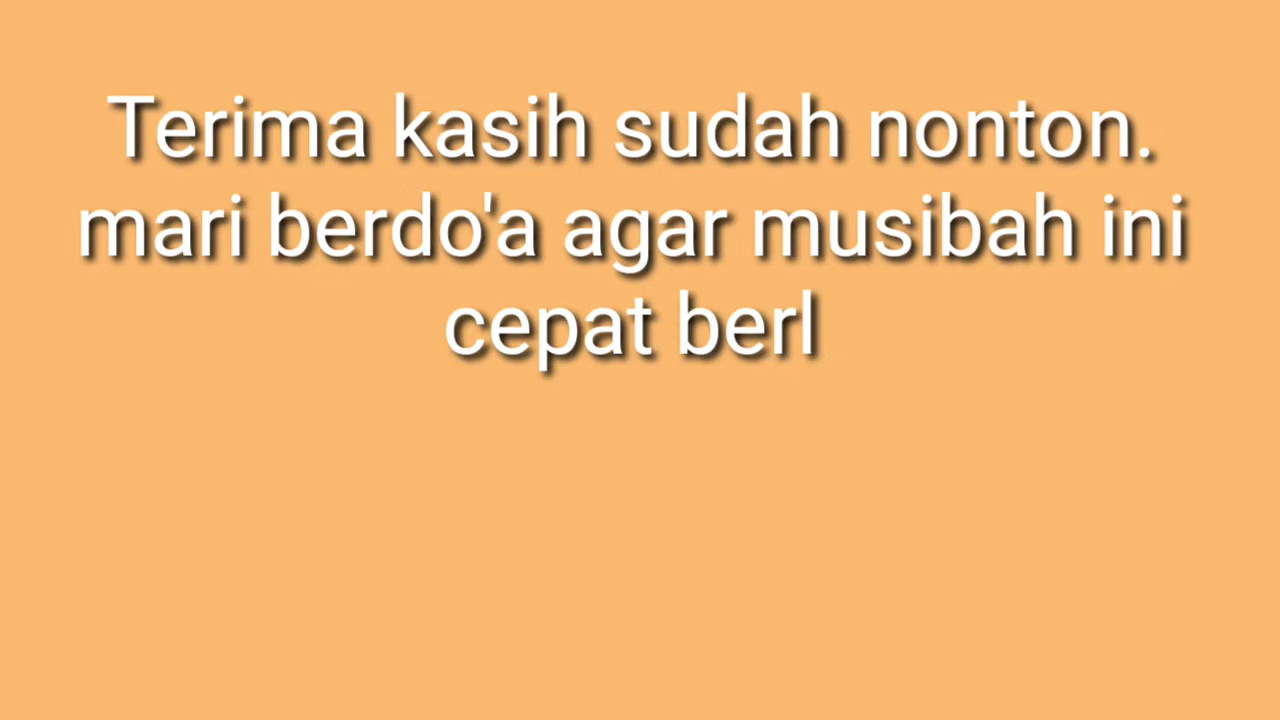 Terima kasih sudah nonton.
mari berdo'a agar musibah ini
cepat berl